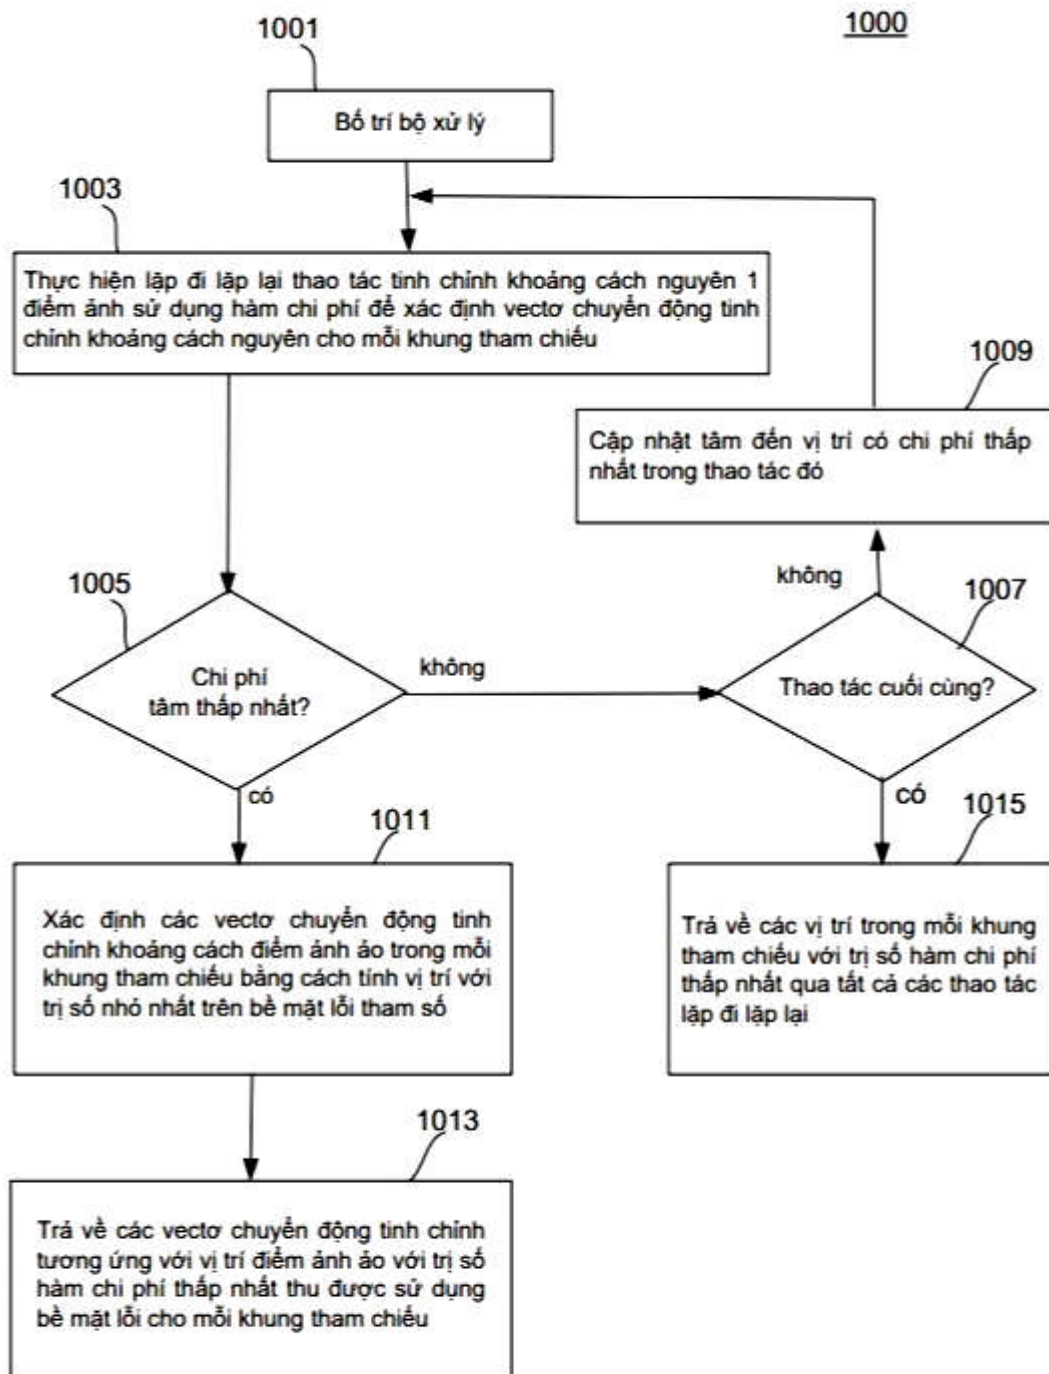 1000
1001
Bố trí bộ xử lý
1003
Thực hiện lặp đi lặp lại thao tác tinh chỉnh khoảng cách nguyên 1
điểm ảnh sử dụng hàm chi phí để xác định vectơ chuyển động tinh
chỉnh khoảng cách nguyên cho mỗi khung tham chiếu
1009
Cập nhật tâm đến vị trí có chi phí thấp
nhất trong thao tác đó
1005
Chi phí
tâm thấp nhất?
không
không
1007
Thao tác cuối cùng?
có
có
1011
Xác định các vectơ chuyển động tinh
chỉnh khoảng cách điểm ảnh ảo trong mỗi
khung tham chiếu bằng cách tính vị trí với
trị số nhỏ nhất trên bề mặt lỗi tham số
1015
Trả về các vị trí trong mỗi khung
tham chiếu với trị số hàm chi phí
thấp nhất qua tất cả các thao tác
lặp đi lặp lại
1013
Trả về các vectơ chuyển động tinh chỉnh
tương ứng với vị trí điểm ảnh ảo với trị số
hàm chi phí thấp nhất thu được sử dụng
bề mặt lỗi cho mỗi khung tham chiếu